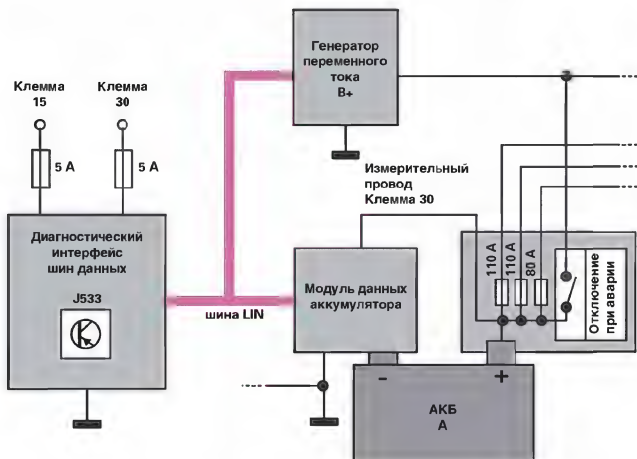 Генератор
переменного
тока
B+
Клемма
15
Клемма
30
5 A
5 A
Измерительный
провод
Клемма 30
Диагностический
интерфейс
шин данных
J533
Модуль данных
аккумулятора
шина LIN
110 A
110 A
80 A
Отключение
при аварии
-
+
АКБ
A